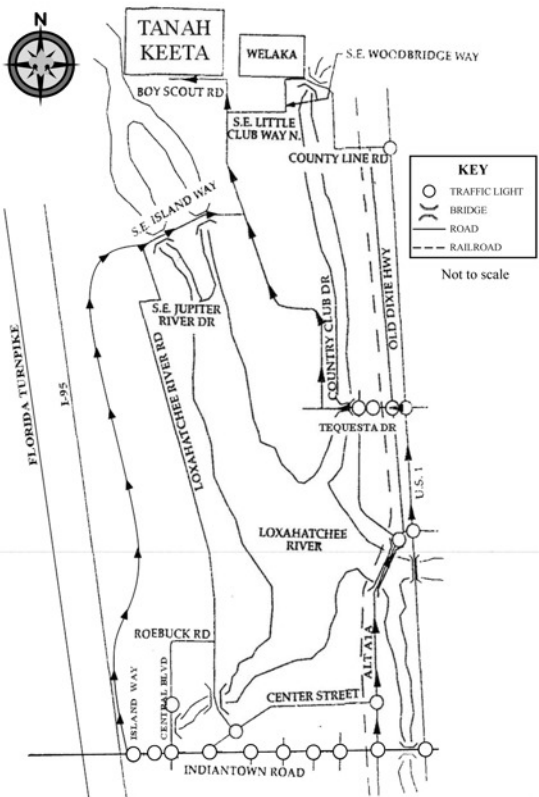 N
TANAH
KEETA
WELAKA
S.E. WOODBRIDGE WAY
BOY SCOUT RD
S.E. LITTLE
CLUB WAY N.
COUNTY LINE RD
KEY
TRAFFIC LIGHT
BRIDGE
ROAD
RAILROAD
Not to scale
S.E. ISLAND WAY
S.E. JUPITER
RIVER DR
COUNTRY CLUB DR
OLD DIXIE HWY
FLORIDA TURNPIKE
I-95
LOXAHATCHEE RIVER RD
TEQUESTA DR
U.S. 1
LOXAHATCHEE
RIVER
ROEBUCK RD
ISLAND WAY
CENTRAL BLVD
CENTER STREET
ALT A1A
INDIANTOWN ROAD